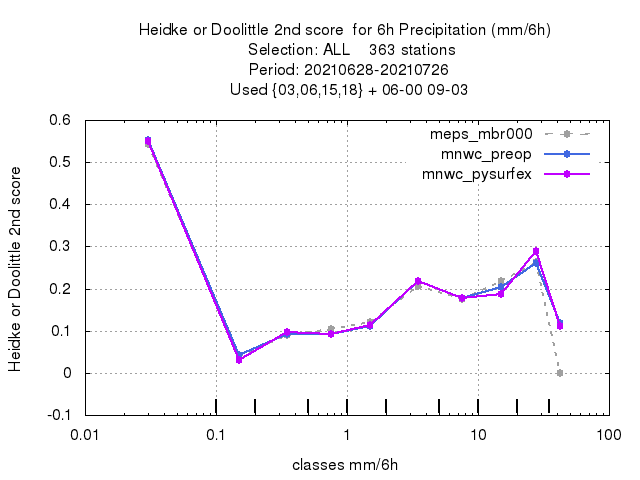 Heidke or Doolittle 2nd score  for 6h Precipitation (mm/6h)
Selection: ALL    363 stations
Period: 20210628-20210726
Used {03,06,15,18} + 06-00 09-03
meps_mbr000
mnwc_preop
mnwc_pysurfex
Heidke or Doolittle 2nd score
0.6
0.5
0.4
0.3
0.2
0.1
0
-0.1
0.01 0.1 1 10 100
classes mm/6h